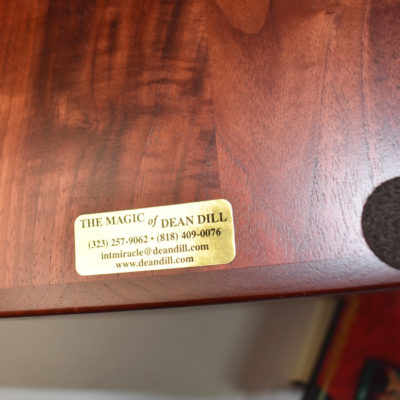 THE MAGIC of DEAN DILL
(323) 257-9062 • (818) 409-0076
intmiracle@deandill.com
www.deandill.com